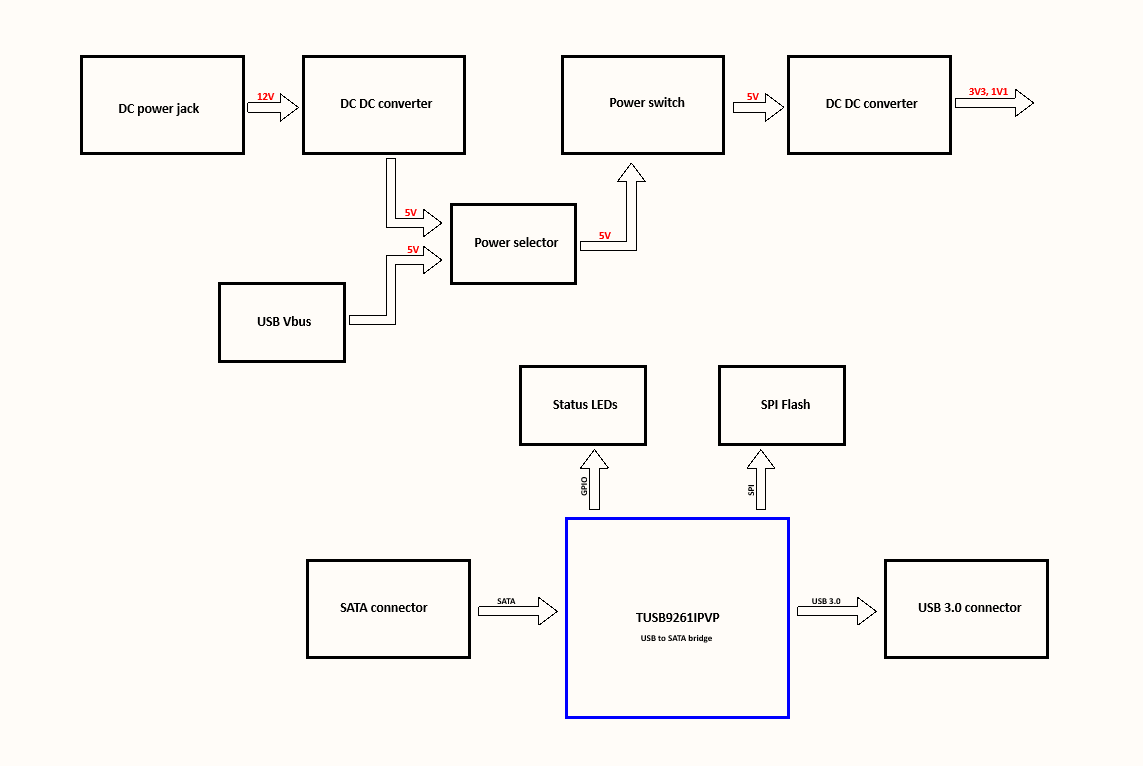 DC power jack
12V
DC DC converter
Power switch
5V
DC DC converter
3V3, 1V1
5V
5V
Power selector
5V
USB Vbus
Status LEDs
SPI Flash
GPIO
SPI
SATA connector
SATA
TUSB9261IPVP
USB to SATA bridge
USB 3.0
USB 3.0 connector